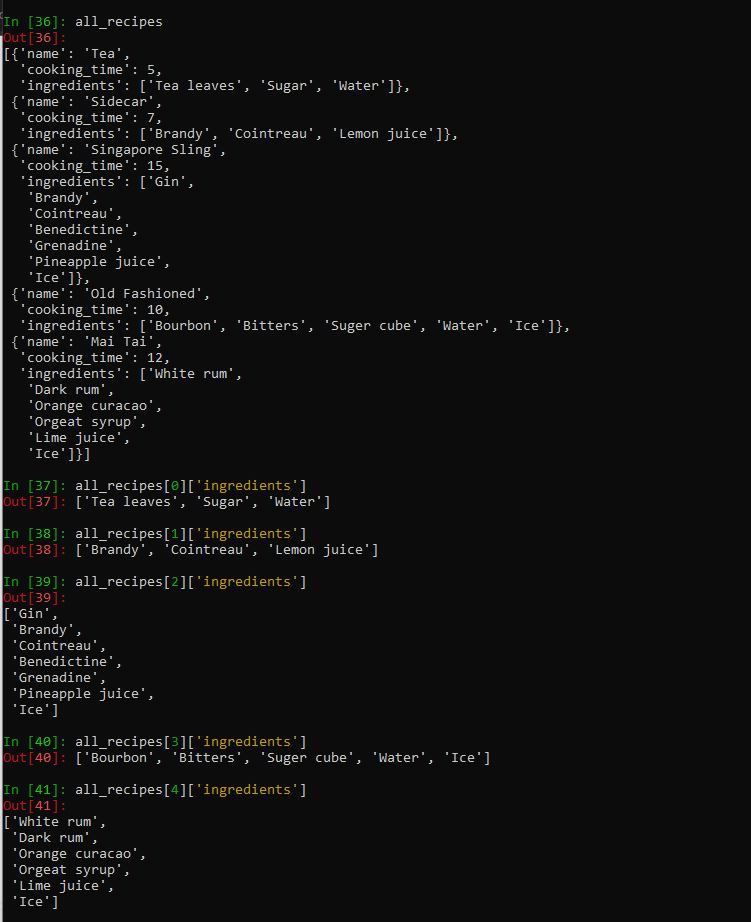 In [36]: all_recipes
Out[36]:
[{'name': 'Tea',
  'cooking_time': 5,
  'ingredients': ['Tea leaves', 'Sugar', 'Water']},
 {'name': 'Sidecar',
  'cooking_time': 7,
  'ingredients': ['Brandy', 'Cointreau', 'Lemon juice']},
 {'name': 'Singapore Sling',
  'cooking_time': 15,
  'ingredients': ['Gin',
   'Brandy',
   'Cointreau',
   'Benedictine',
   'Grenadine',
   'Pineapple juice',
   'Ice']},
 {'name': 'Old Fashioned',
  'cooking_time': 10,
  'ingredients': ['Bourbon', 'Bitters', 'Suger cube', 'Water', 'Ice']},
 {'name': 'Mai Tai',
  'cooking_time': 12,
  'ingredients': ['White rum',
   'Dark rum',
   'Orange curacao',
   'Orgeat syrup',
   'Lime juice',
   'Ice']}]
In [37]: all_recipes[0]['ingredients']
Out[37]: ['Tea leaves', 'Sugar', 'Water']
In [38]: all_recipes[1]['ingredients']
Out[38]: ['Brandy', 'Cointreau', 'Lemon juice']
In [39]: all_recipes[2]['ingredients']
Out[39]:
['Gin',
 'Brandy',
 'Cointreau',
 'Benedictine',
 'Grenadine',
 'Pineapple juice',
 'Ice']
In [40]: all_recipes[3]['ingredients']
Out[40]: ['Bourbon', 'Bitters', 'Suger cube', 'Water', 'Ice']
In [41]: all_recipes[4]['ingredients']
Out[41]:
['White rum',
 'Dark rum',
 'Orange curacao',
 'Orgeat syrup',
 'Lime juice',
 'Ice']